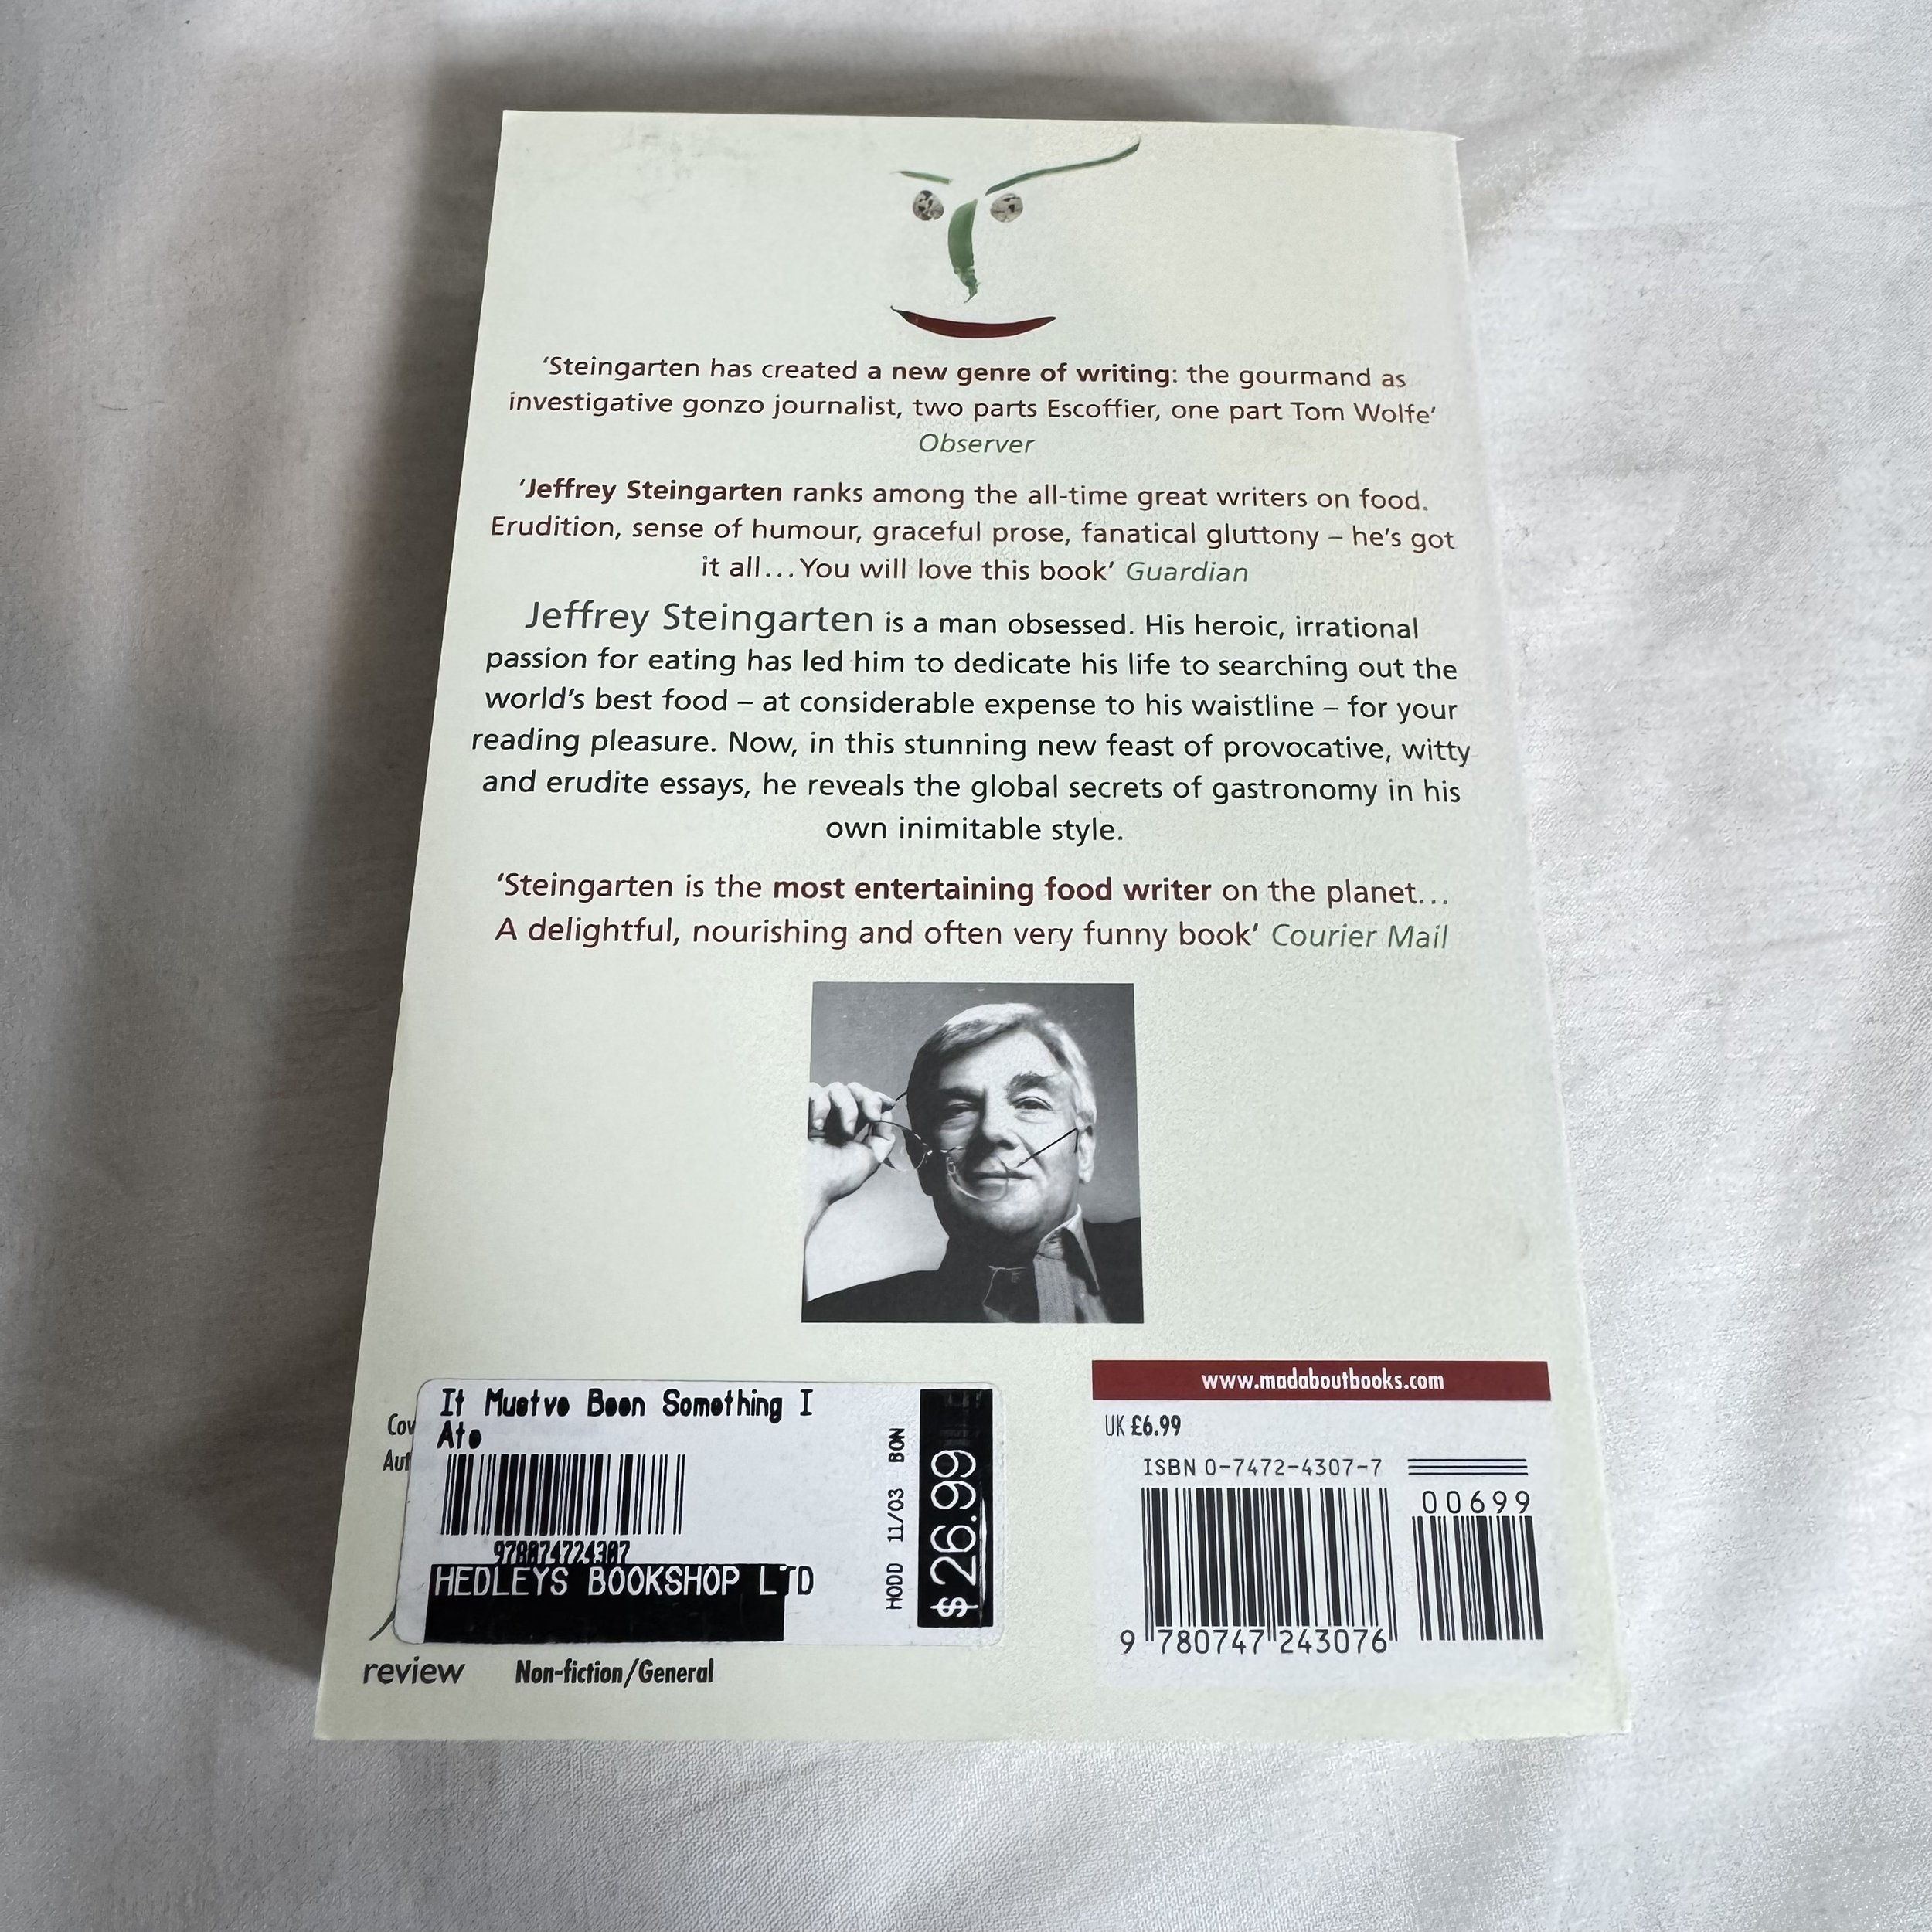 ‘Steingarten has created a new genre of writing: the gourmand as
investigative gonzo journalist, two parts Escoffier, one part Tom Wolfe’
Observer
‘Jeffrey Steingarten ranks among the all-time great writers on food.
Erudition, sense of humour, graceful prose, fanatical gluttony – he’s got
it all...You will love this book’ Guardian
Jeffrey Steingarten is a man obsessed. His heroic, irrational
passion for eating has led him to dedicate his life to searching out the
world’s best food – at considerable expense to his waistline – for your
reading pleasure. Now, in this stunning new feast of provocative, witty
and erudite essays, he reveals the global secrets of gastronomy in his
own inimitable style.
‘Steingarten is the most entertaining food writer on the planet...
A delightful, nourishing and often very funny book’ Courier Mail
Cov
Aut
It Mustve Been Something I
Ate
978074724307
HEDLEYS BOOKSHOP LTD
HODD 11/03 BON
$26.99
review Non-fiction/General
www.madaboutbooks.com
UK £6.99
ISBN 0-7472-4307-7
00699
9 780747 243076